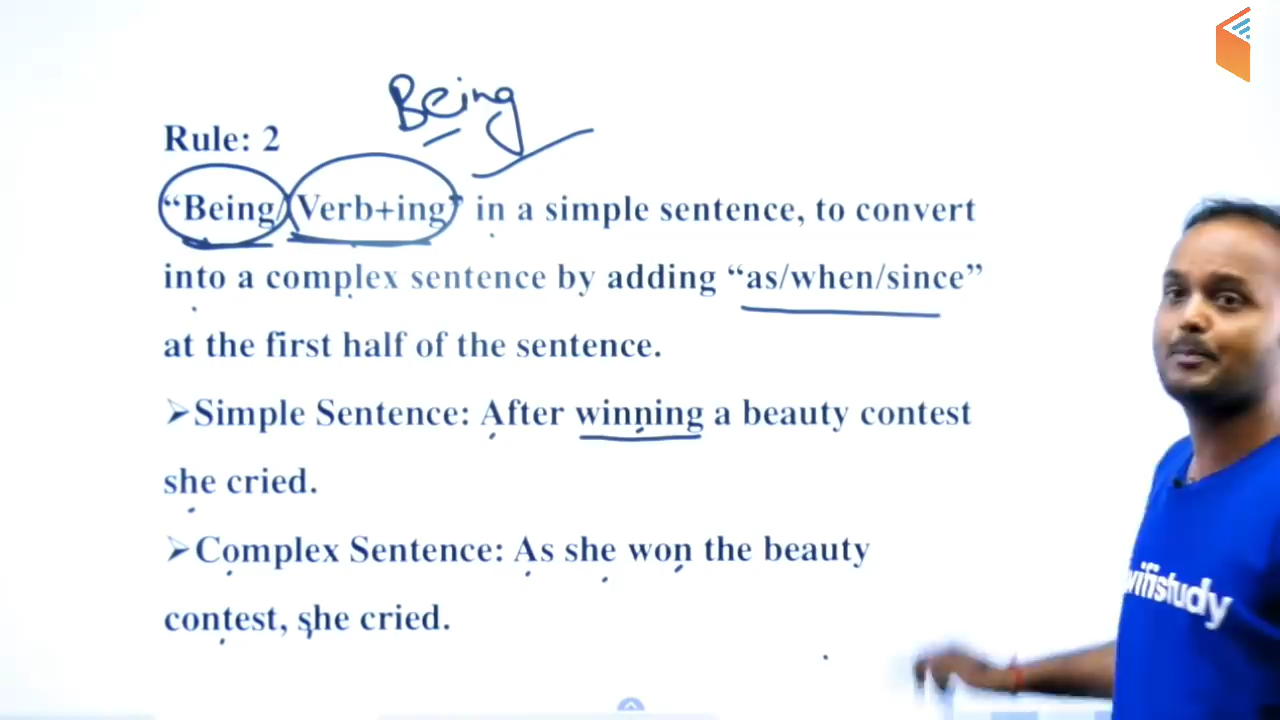 Being
Rule: 2
“Being/Verb+ing” in a simple sentence, to convert
into a complex sentence by adding “as/when/since”
at the first half of the sentence.
➢Simple Sentence: After winning a beauty contest
she cried.
➢Complex Sentence: As she won the beauty
contest, she cried.
wifistudy